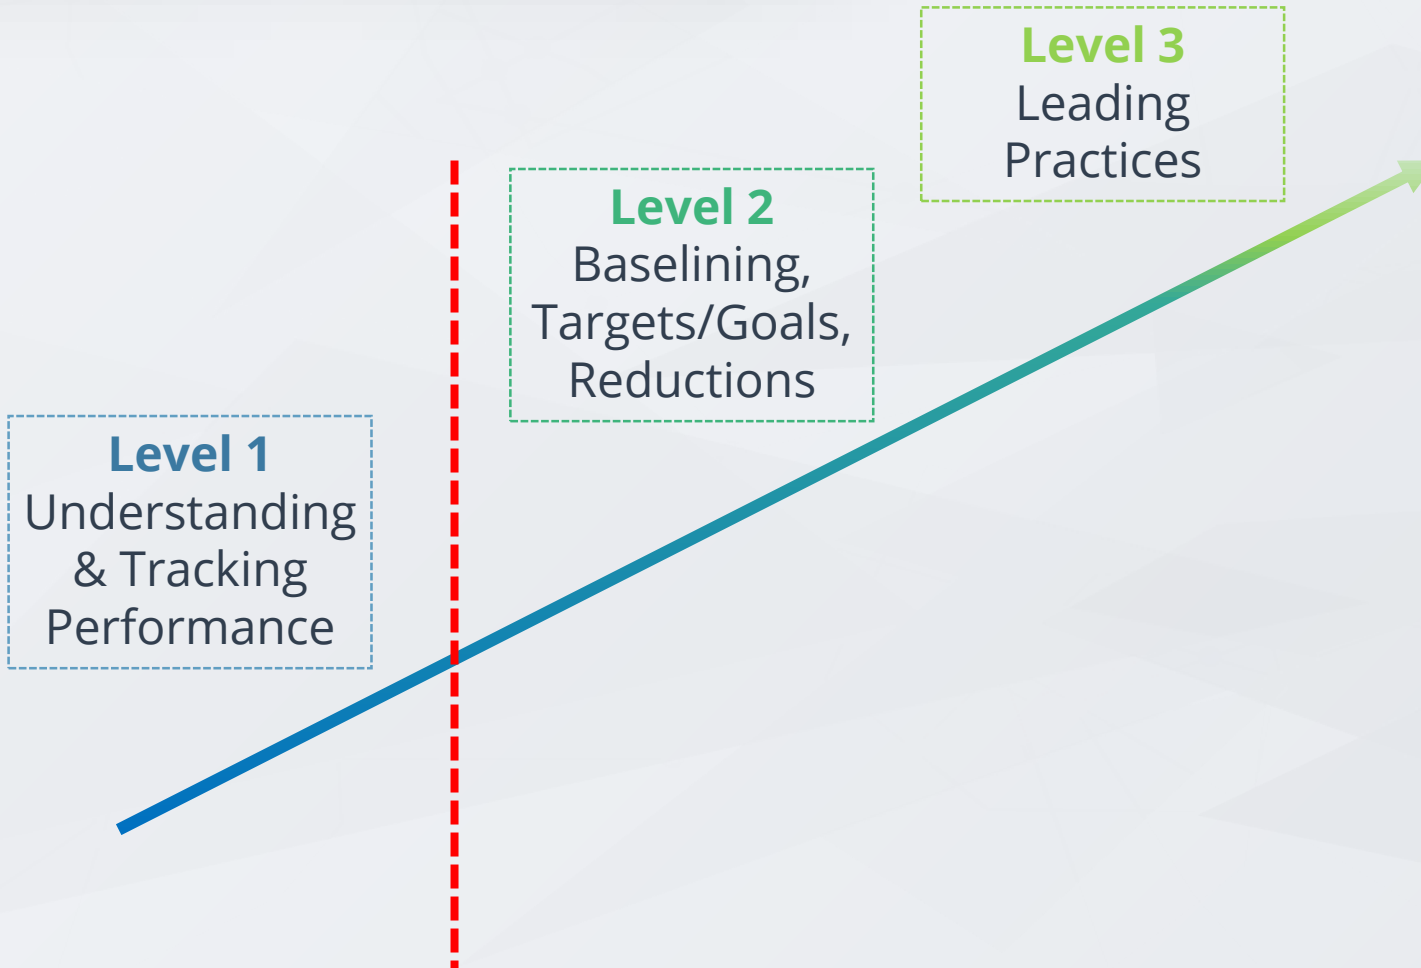 Level 1
Understanding
& Tracking
Performance
Level 2
Baselining,
Targets/Goals,
Reductions
Level 3
Leading
Practices